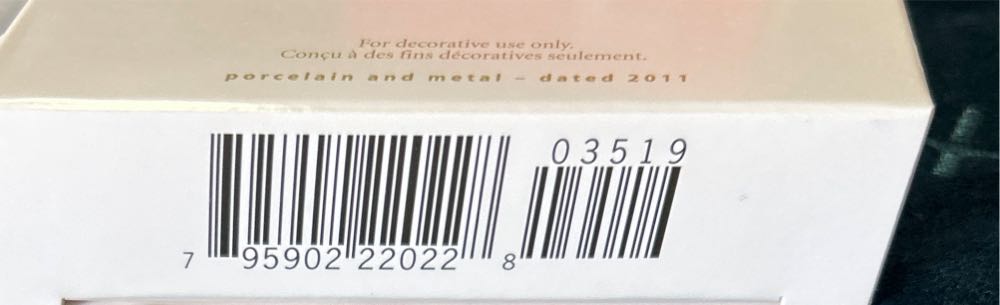 For decorative use only.
Conçu à des fins décoratives seulement.
porcelain and metal – dated 2011
03519
7 95902 22022 8